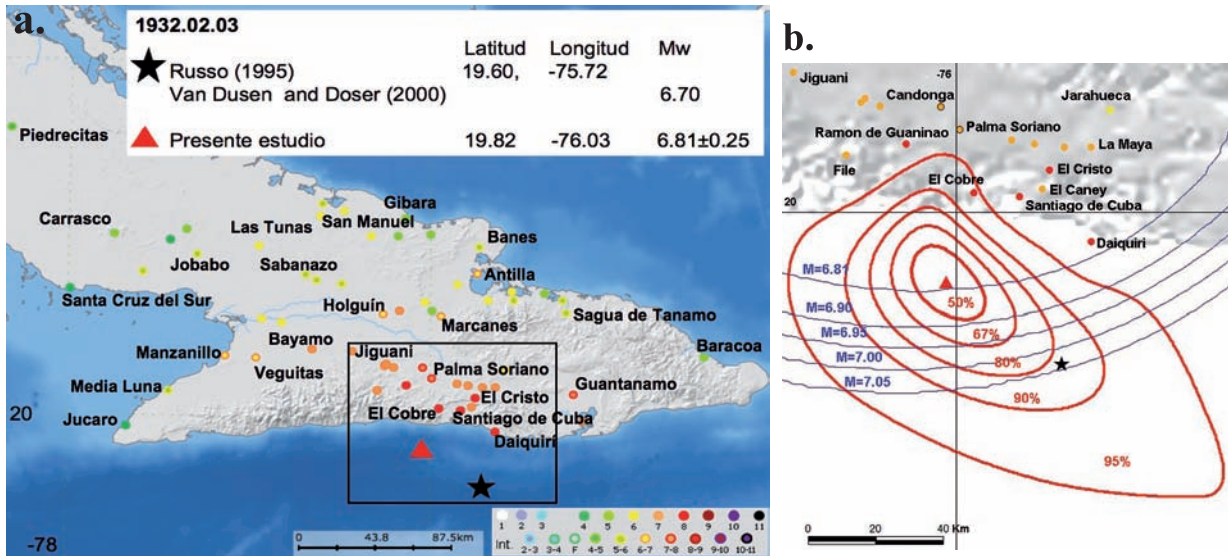 a.
1932.02.03
Latitud Longitud Mw
Russo (1995) 19.60, -75.72
Van Dusen and Doser (2000) 6.70
Presente estudio 19.82 -76.03 6.81±0.25
Piedrecitas
Carrasco
Las Tunas
San Manuel
Gibara
Banes
Jobabo
Sabanazo
Antilla
Santa Cruz del Sur
Holguín
Marcanes
Sagua de Tanamo
Bayamo
Manzanillo
Veguitas
Jiguani
Baracoa
Palma Soriano
Media Luna
Guantanamo
El Cristo
20
El Cobre
Santiago de Cuba
Jucaro
Daiquiri
-78
0 43.8 87.5km
1 2 3 4 5 6 7 8 9 10 11
Int. 2-3 3-4 F 4-5 5-6 6-7 7-8 8-9 9-10 10-11
b.
-76
Jiguani
Candonga
Jarahueca
Ramon de Guaninao
Palma Soriano
La Maya
File
El Cobre
El Cristo
El Caney
20
Santiago de Cuba
Daiquiri
M=6.81
M=6.90
M=6.95
M=7.00
M=7.05
50%
67%
80%
90%
95%
0 20 40 Km